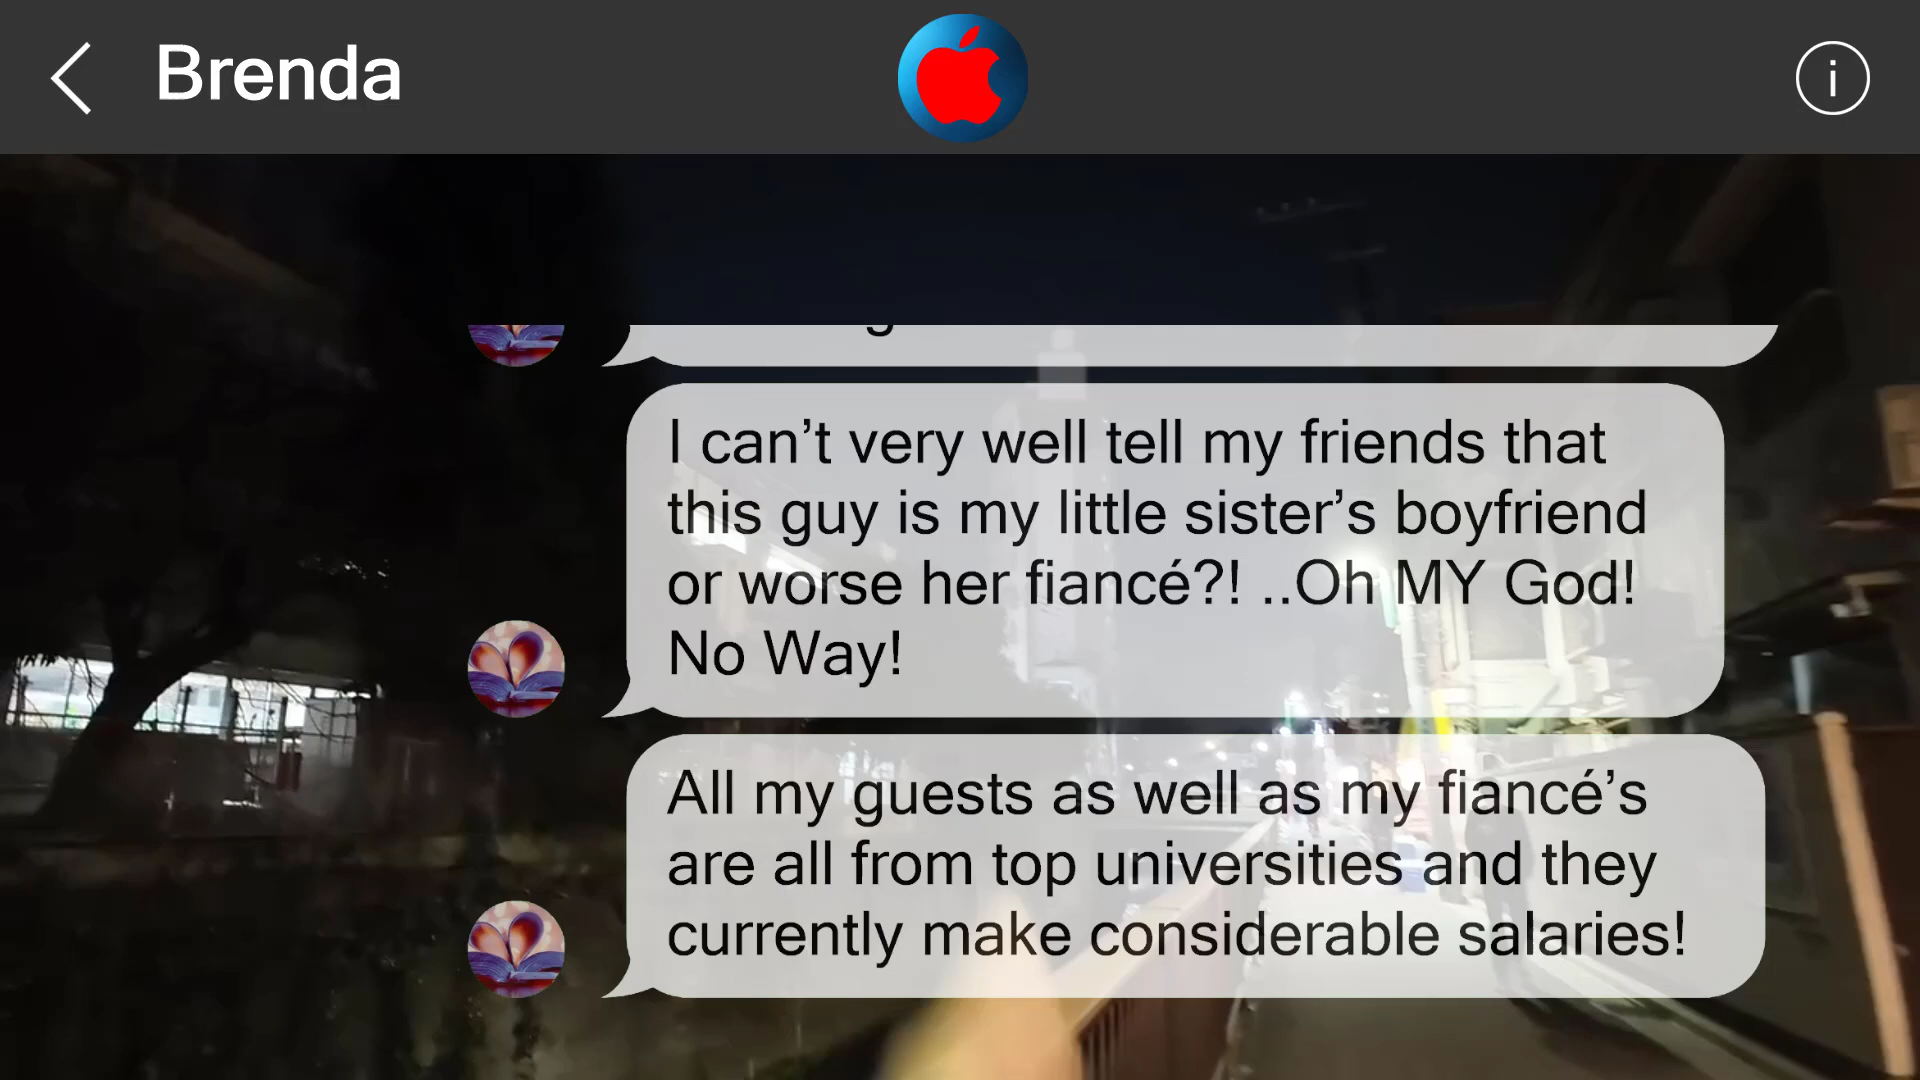 Brenda
I can’t very well tell my friends that
this guy is my little sister’s boyfriend
or worse her fiancé?! ..Oh MY God!
No Way!
All my guests as well as my fiancé’s
are all from top universities and they
currently make considerable salaries!